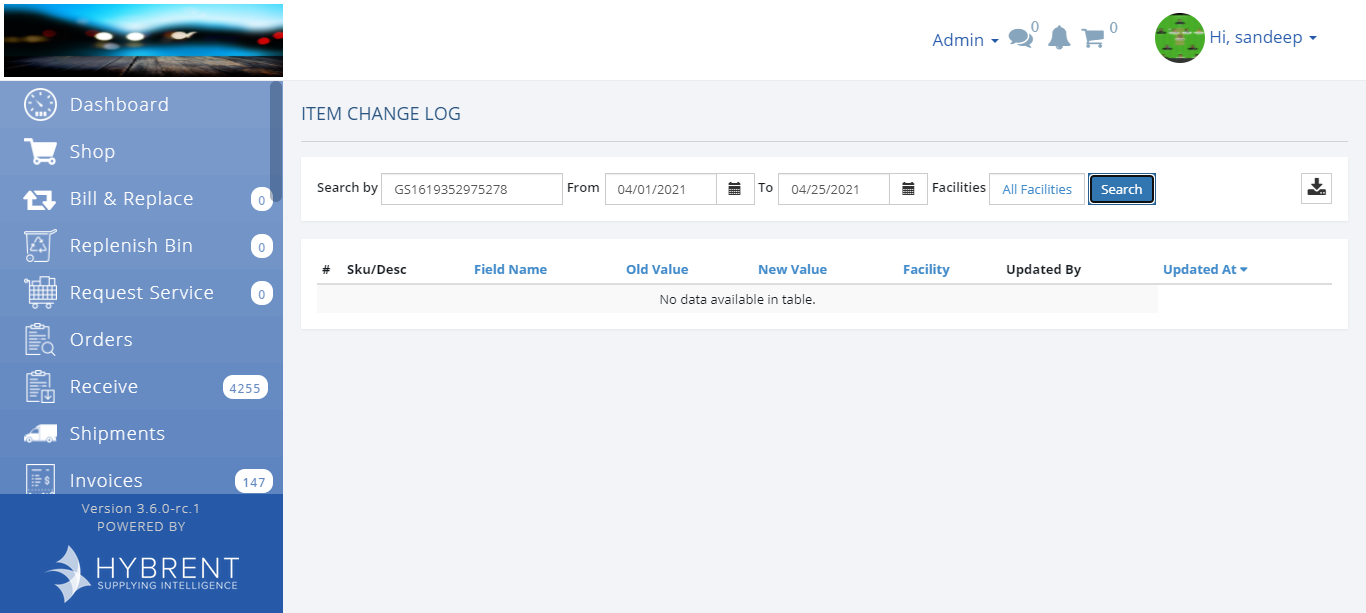 Admin 0 0 Hi, sandeep
Dashboard
Shop
Bill & Replace 0
Replenish Bin 0
Request Service 0
Orders
Receive 4255
Shipments
Invoices 147
Version 3.6.0-rc.1
POWERED BY
HYBRENT
SUPPLYING INTELLIGENCE
ITEM CHANGE LOG
Search by GS1619352975278 From 04/01/2021 To 04/25/2021 Facilities All Facilities Search
# Sku/Desc Field Name Old Value New Value Facility Updated By Updated At
No data available in table.